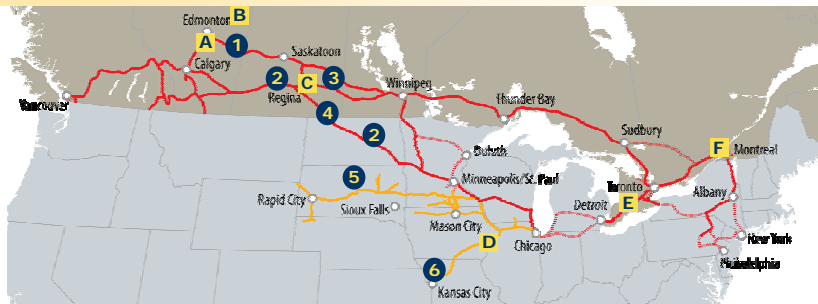 Edmonton
B
A
1
Saskatoon
Calgary
2
C
3
Winnipeg
Vancouver
Regina
Thunder Bay
4
Sudbury
2
Duluth
F
Montreal
5
Minneapolis/St. Paul
Toronto
Albany
Rapid City
Sioux Falls
Detroit
E
Mason City
D
Chicago
New York
6
Philadelphia
Kansas City